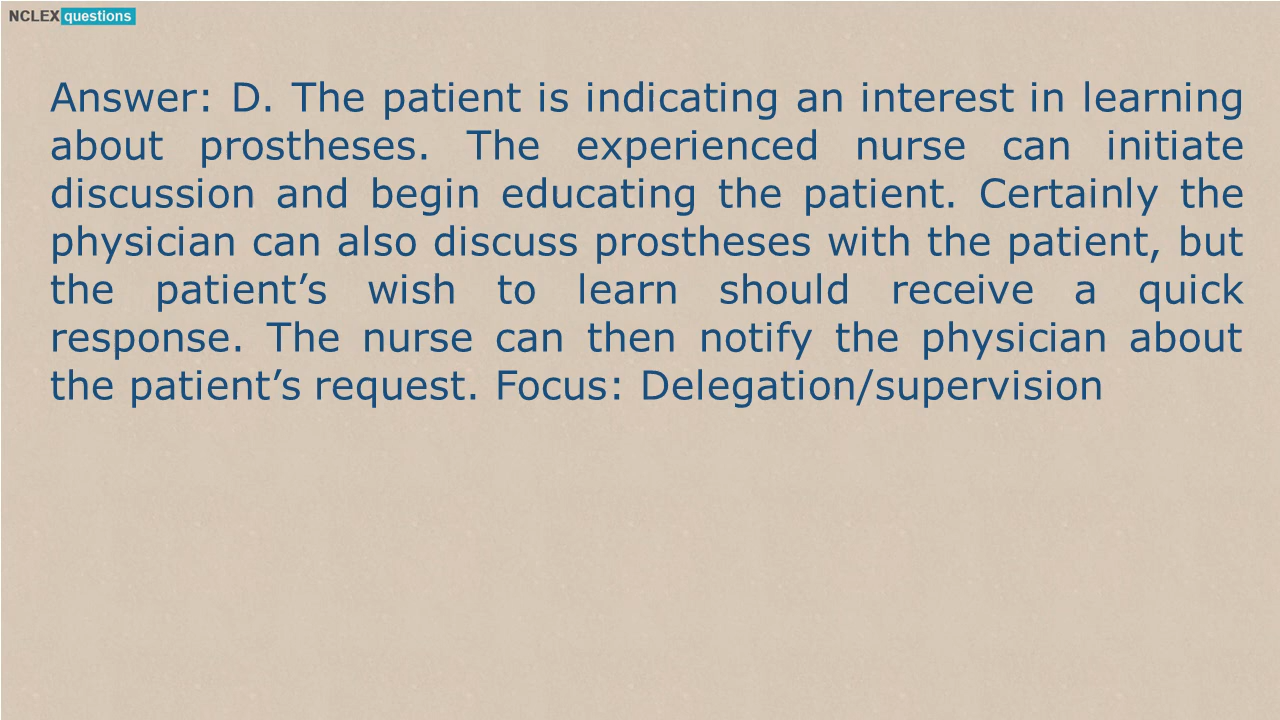 NCLEX questions
Answer: D. The patient is indicating an interest in learning
about prostheses. The experienced nurse can initiate
discussion and begin educating the patient. Certainly the
physician can also discuss prostheses with the patient, but
the patient’s wish to learn should receive a quick
response. The nurse can then notify the physician about
the patient’s request. Focus: Delegation/supervision